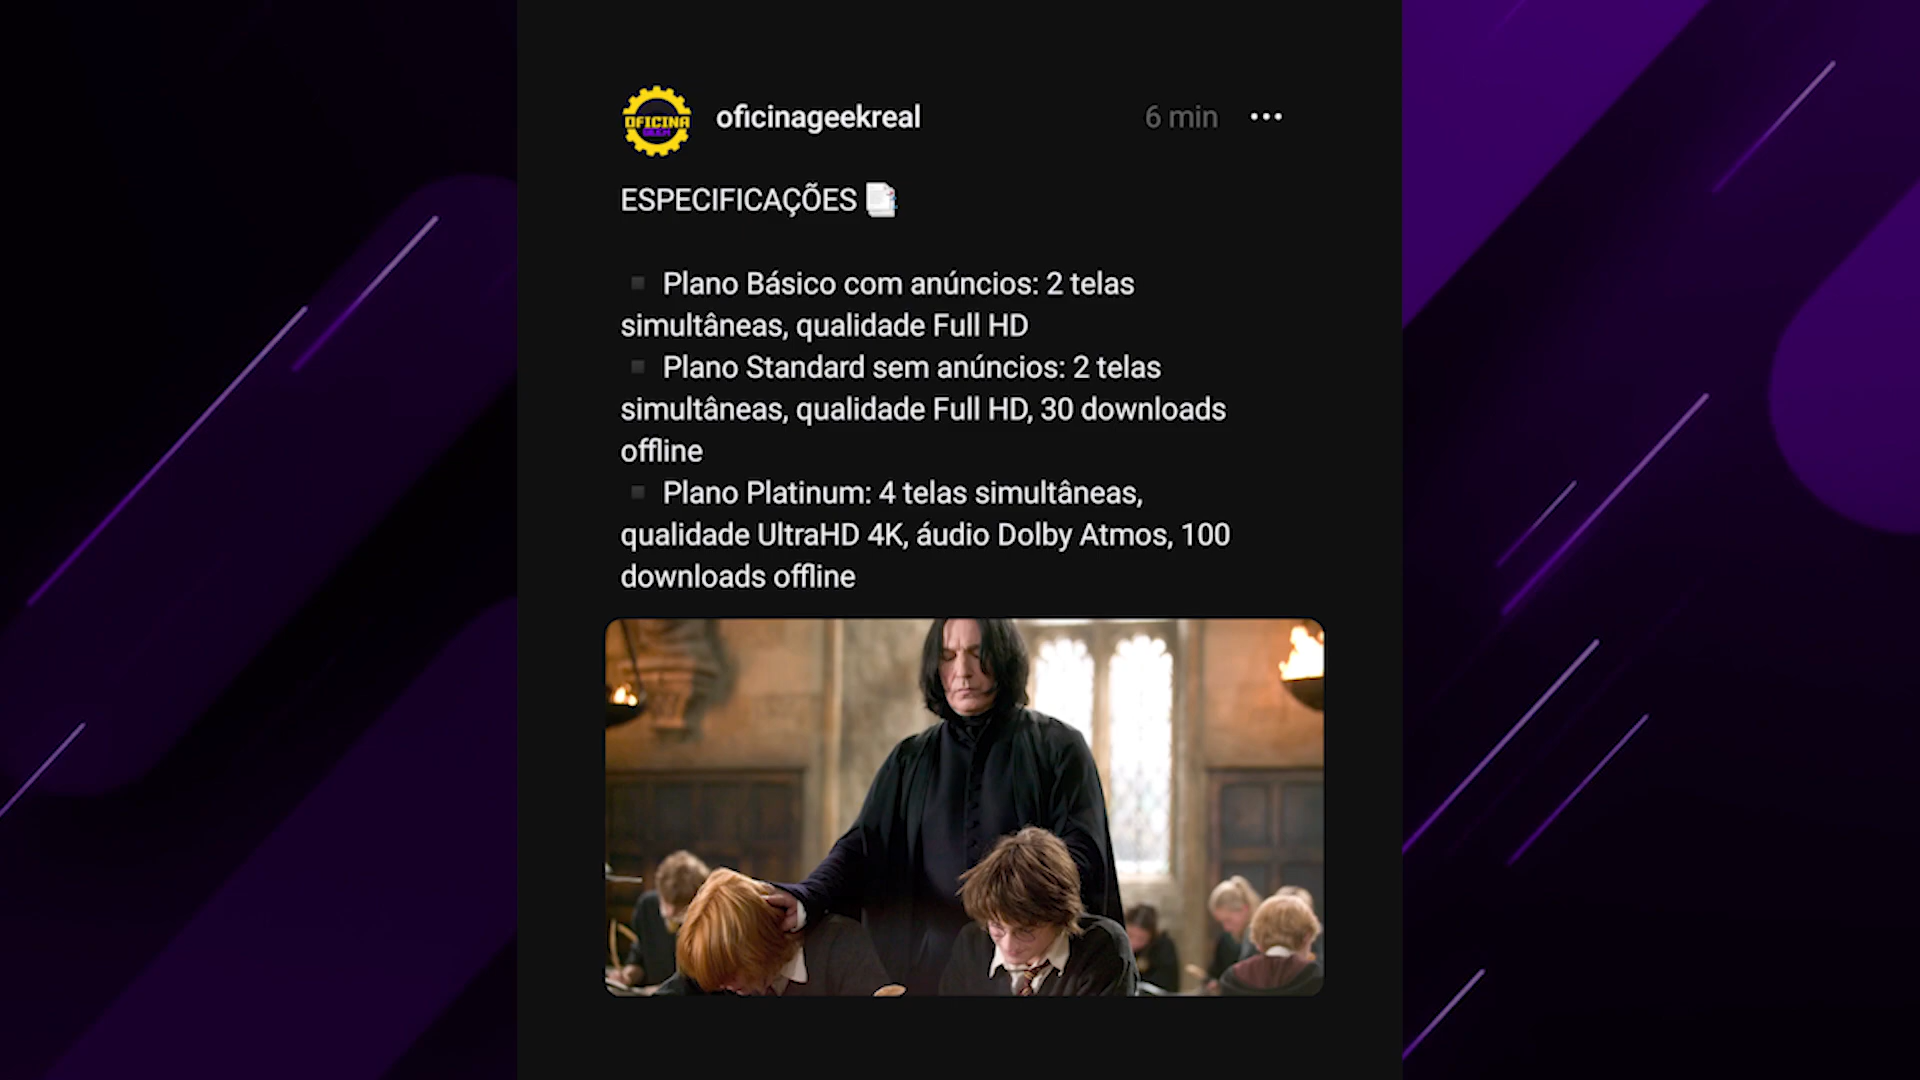 OFICINA
GEEK
oficinageekreal
6 min
ESPECIFICAÇÕES
Plano Básico com anúncios: 2 telas
simultâneas, qualidade Full HD
Plano Standard sem anúncios: 2 telas
simultâneas, qualidade Full HD, 30 downloads
offline
Plano Platinum: 4 telas simultâneas,
qualidade UltraHD 4K, áudio Dolby Atmos, 100
downloads offline